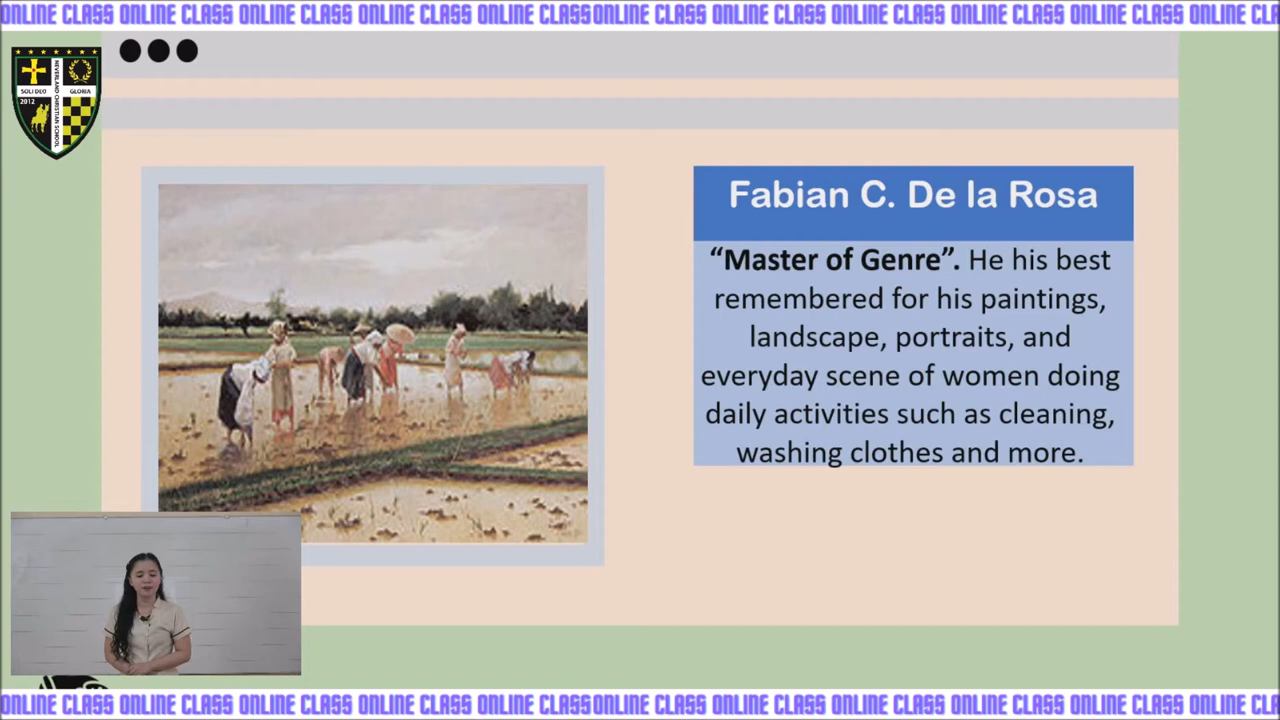 ONLINE CLASS ONLINE CLASS ONLINE CLASS ONLINE CLASS ONLINE CLASSONLINE CLASS ONLINE CLASS ONLINE CLASS ONLINE CLASS ONLINE CLASS ONLINE CL
SOLI DEO GLORIA
2012
NEVERLAND CHRISTIAN SCHOOL
Fabian C. De la Rosa
“Master of Genre”. He his best
remembered for his paintings,
landscape, portraits, and
everyday scene of women doing
daily activities such as cleaning,
washing clothes and more.
ONLINE CLASS ONLINE CLASS ONLINE CLASS ONLINE CLASS ONLINE CLASSONLINE CLASS ONLINE CLASS ONLINE CLASS ONLINE CLASS ONLINE CLASS ONLINE CL